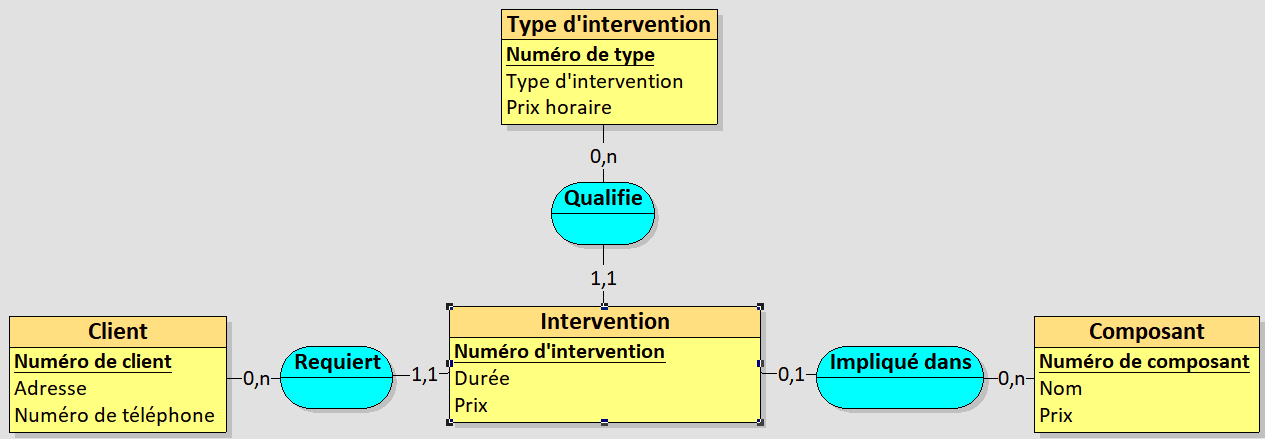 Type d'intervention
Numéro de type
Type d'intervention
Prix horaire
0,n
Qualifie
1,1
Client
Numéro de client
Adresse
Numéro de téléphone
0,n
Requiert
1,1
Intervention
Numéro d'intervention
Durée
Prix
0,1
Impliqué dans
0,n
Composant
Numéro de composant
Nom
Prix